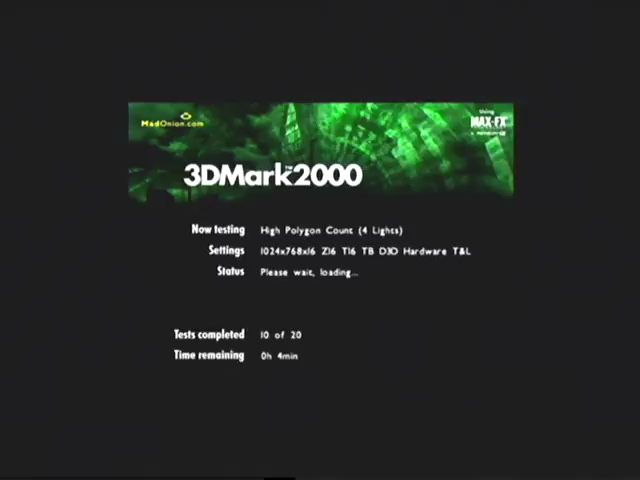 MadOnion.com
Using
MAX-FX
3DMark™2000
Now testing High Polygon Count (4 Lights)
Settings 1024x768x16 Z16 T16 TB D3D Hardware T&L
Status Please wait, loading...
Tests completed 10 of 20
Time remaining 0h 4min